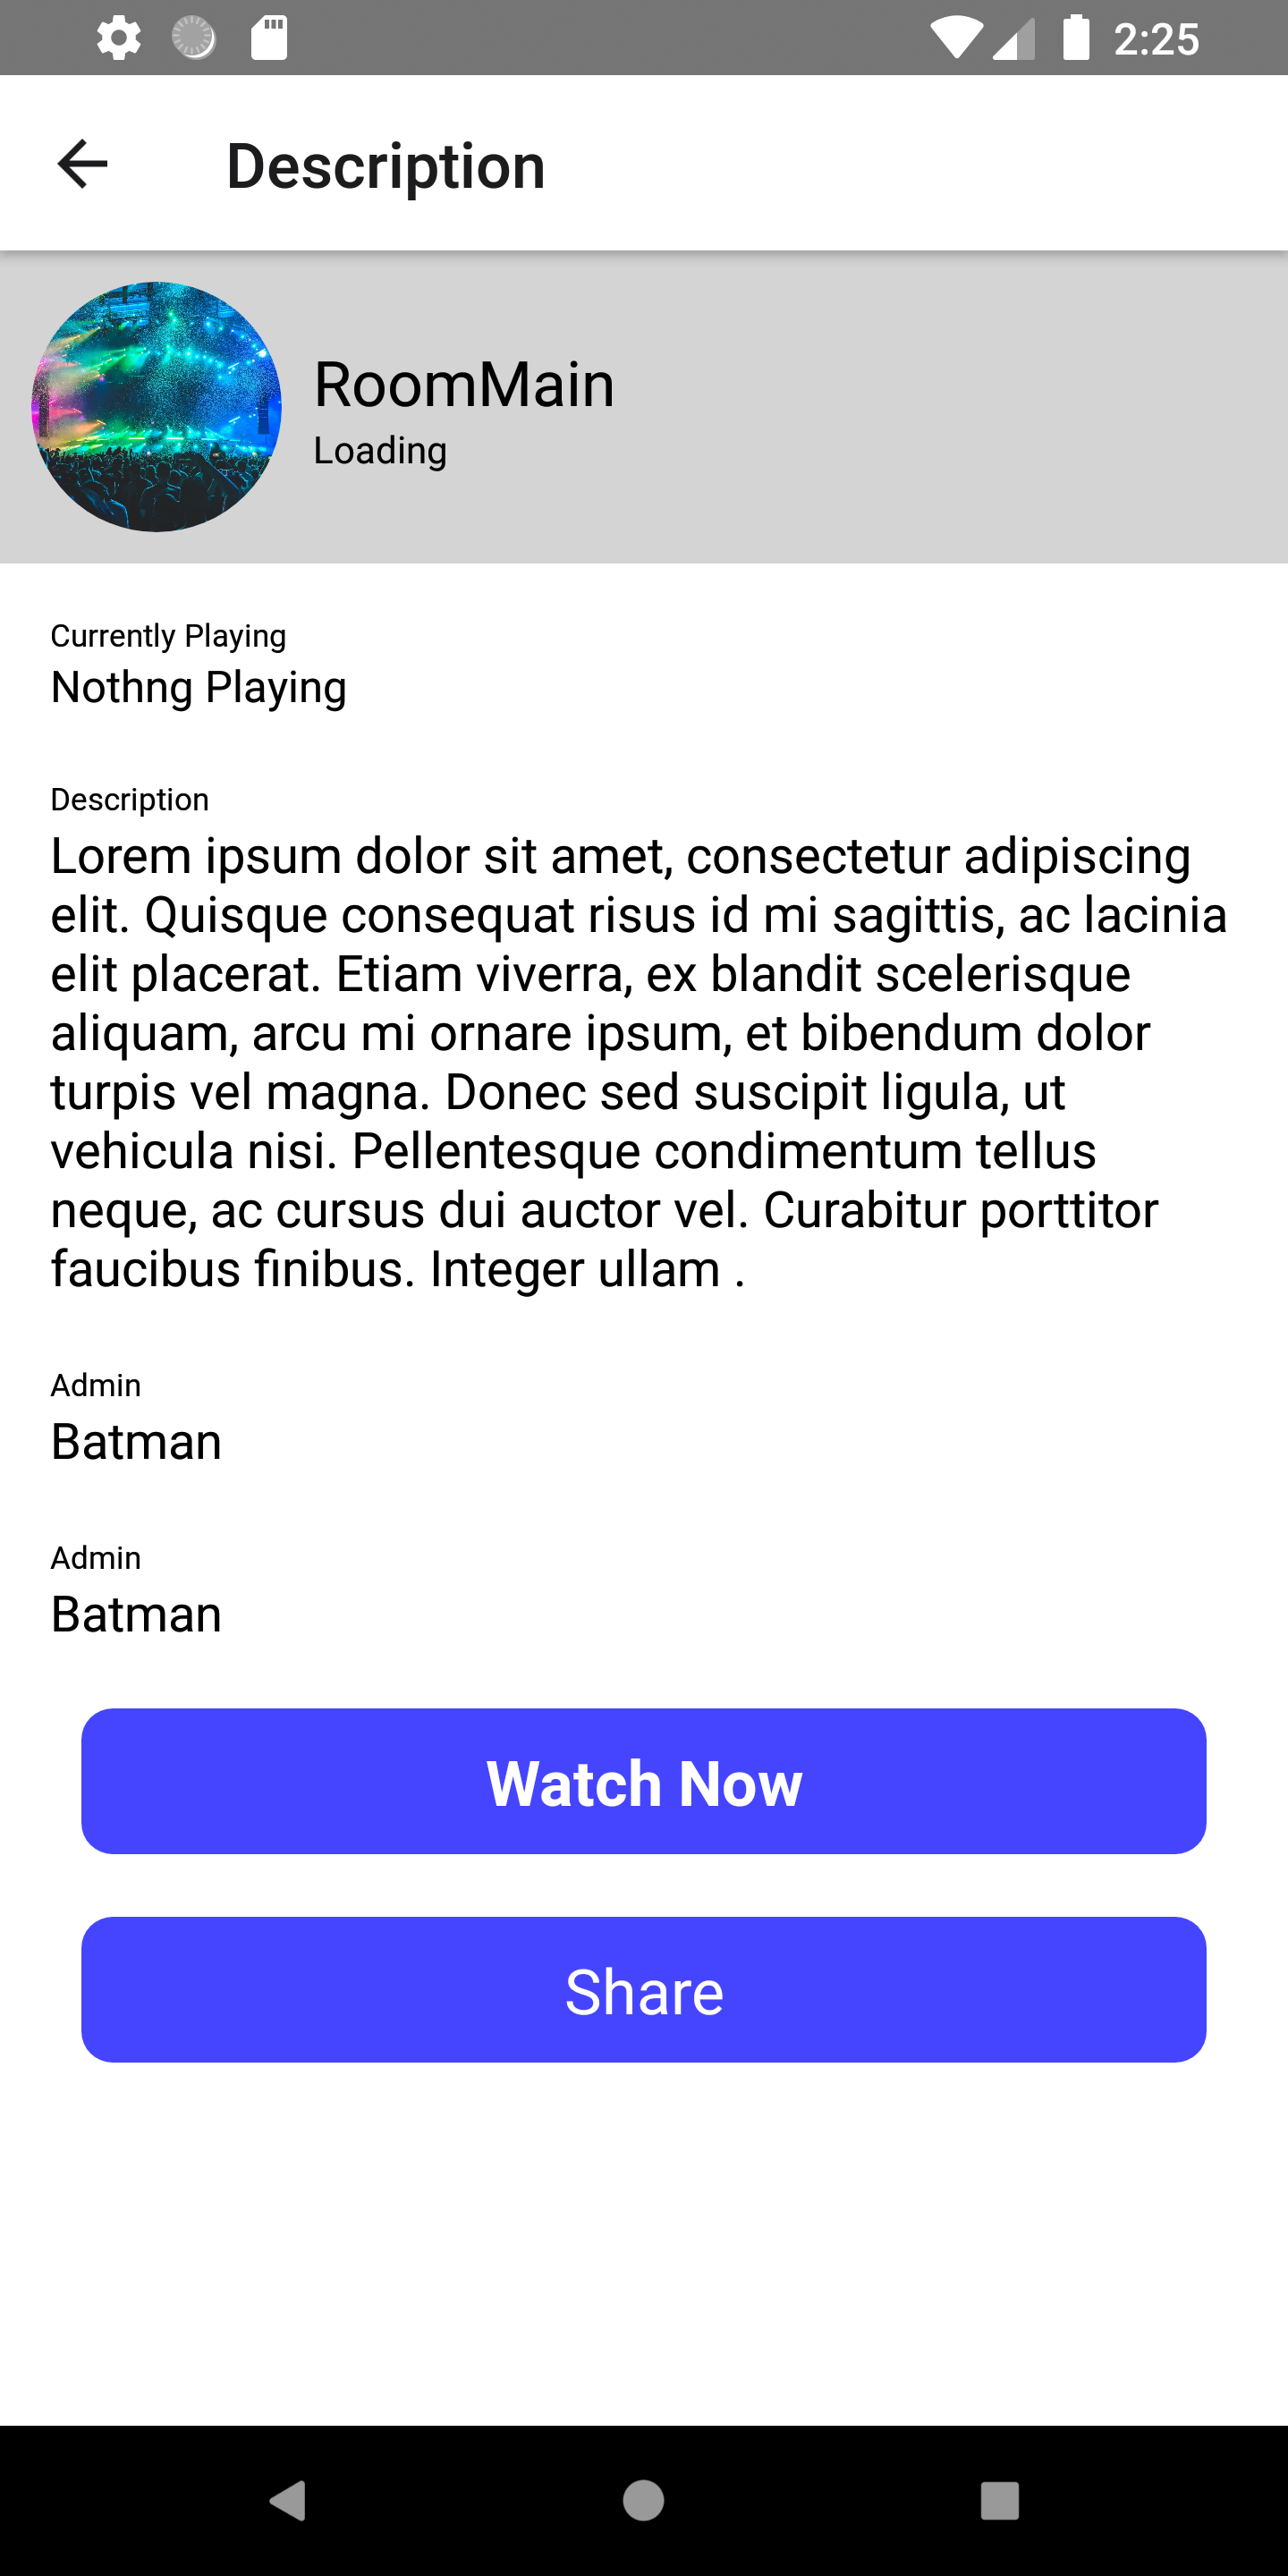 2:25
Description
RoomMain
Loading
Currently Playing
Nothng Playing
Description
Lorem ipsum dolor sit amet, consectetur adipiscing
elit. Quisque consequat risus id mi sagittis, ac lacinia
elit placerat. Etiam viverra, ex blandit scelerisque
aliquam, arcu mi ornare ipsum, et bibendum dolor
turpis vel magna. Donec sed suscipit ligula, ut
vehicula nisi. Pellentesque condimentum tellus
neque, ac cursus dui auctor vel. Curabitur porttitor
faucibus finibus. Integer ullam .
Admin
Batman
Admin
Batman
Watch Now
Share